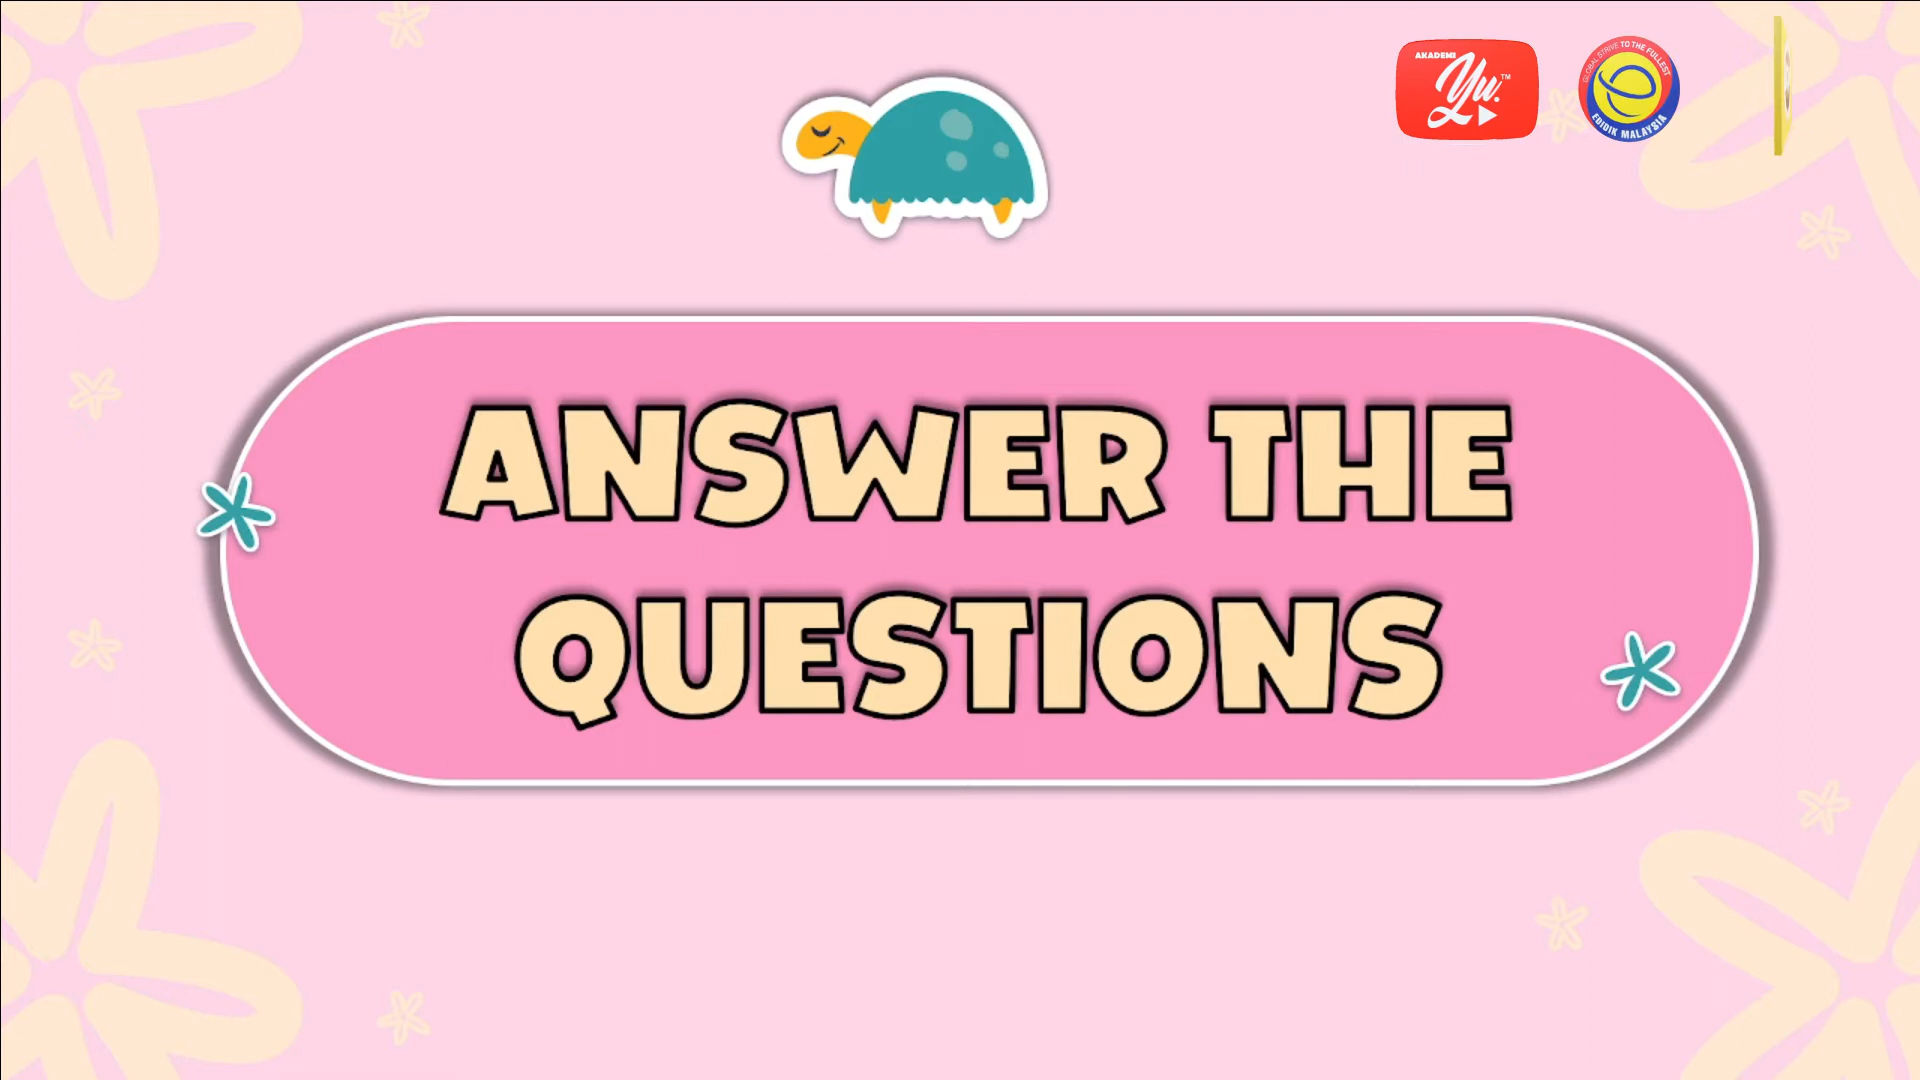 AKADEMI
Yu.
TM
GLOBAL STRIVE TO THE FULLEST
EDIDIK MALAYSIA
ANSWER THE
QUESTIONS